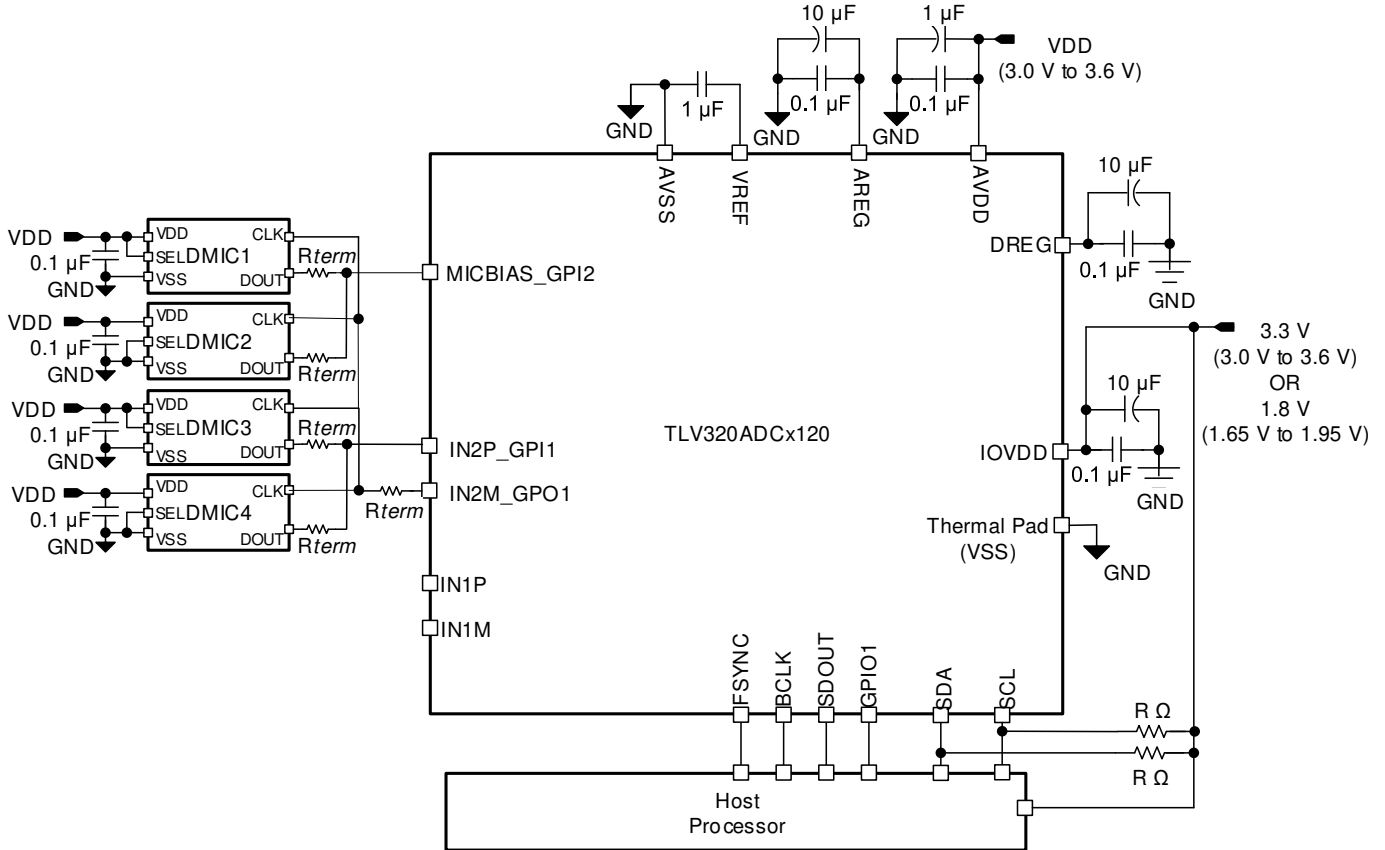 10 µF
1 µF
VDD
(3.0 V to 3.6 V)
1 µF
0.1 µF
0.1 µF
GND
GND
GND
AVSS
VREF
AREG
AVDD
10 µF
DREG
0.1 µF
GND
VDD
0.1 µF
GND
VDD
SEL
VSS
DMIC1
CLK
DOUT
Rterm
MICBIAS_GPI2
VDD
0.1 µF
GND
VDD
SEL
VSS
DMIC2
CLK
DOUT
Rterm
VDD
0.1 µF
GND
VDD
SEL
VSS
DMIC3
CLK
DOUT
Rterm
IN2P_GPI1
VDD
0.1 µF
GND
VDD
SEL
VSS
DMIC4
CLK
DOUT
Rterm
Rterm
IN2M_GPO1
IN1P
IN1M
TLV320ADCx120
3.3 V
(3.0 V to 3.6 V)
OR
1.8 V
(1.65 V to 1.95 V)
10 µF
IOVDD
0.1 µF
GND
Thermal Pad
(VSS)
GND
FSYNC
BCLK
SDOUT
GPIO1
SDA
SCL
R Ω
R Ω
Host
Processor